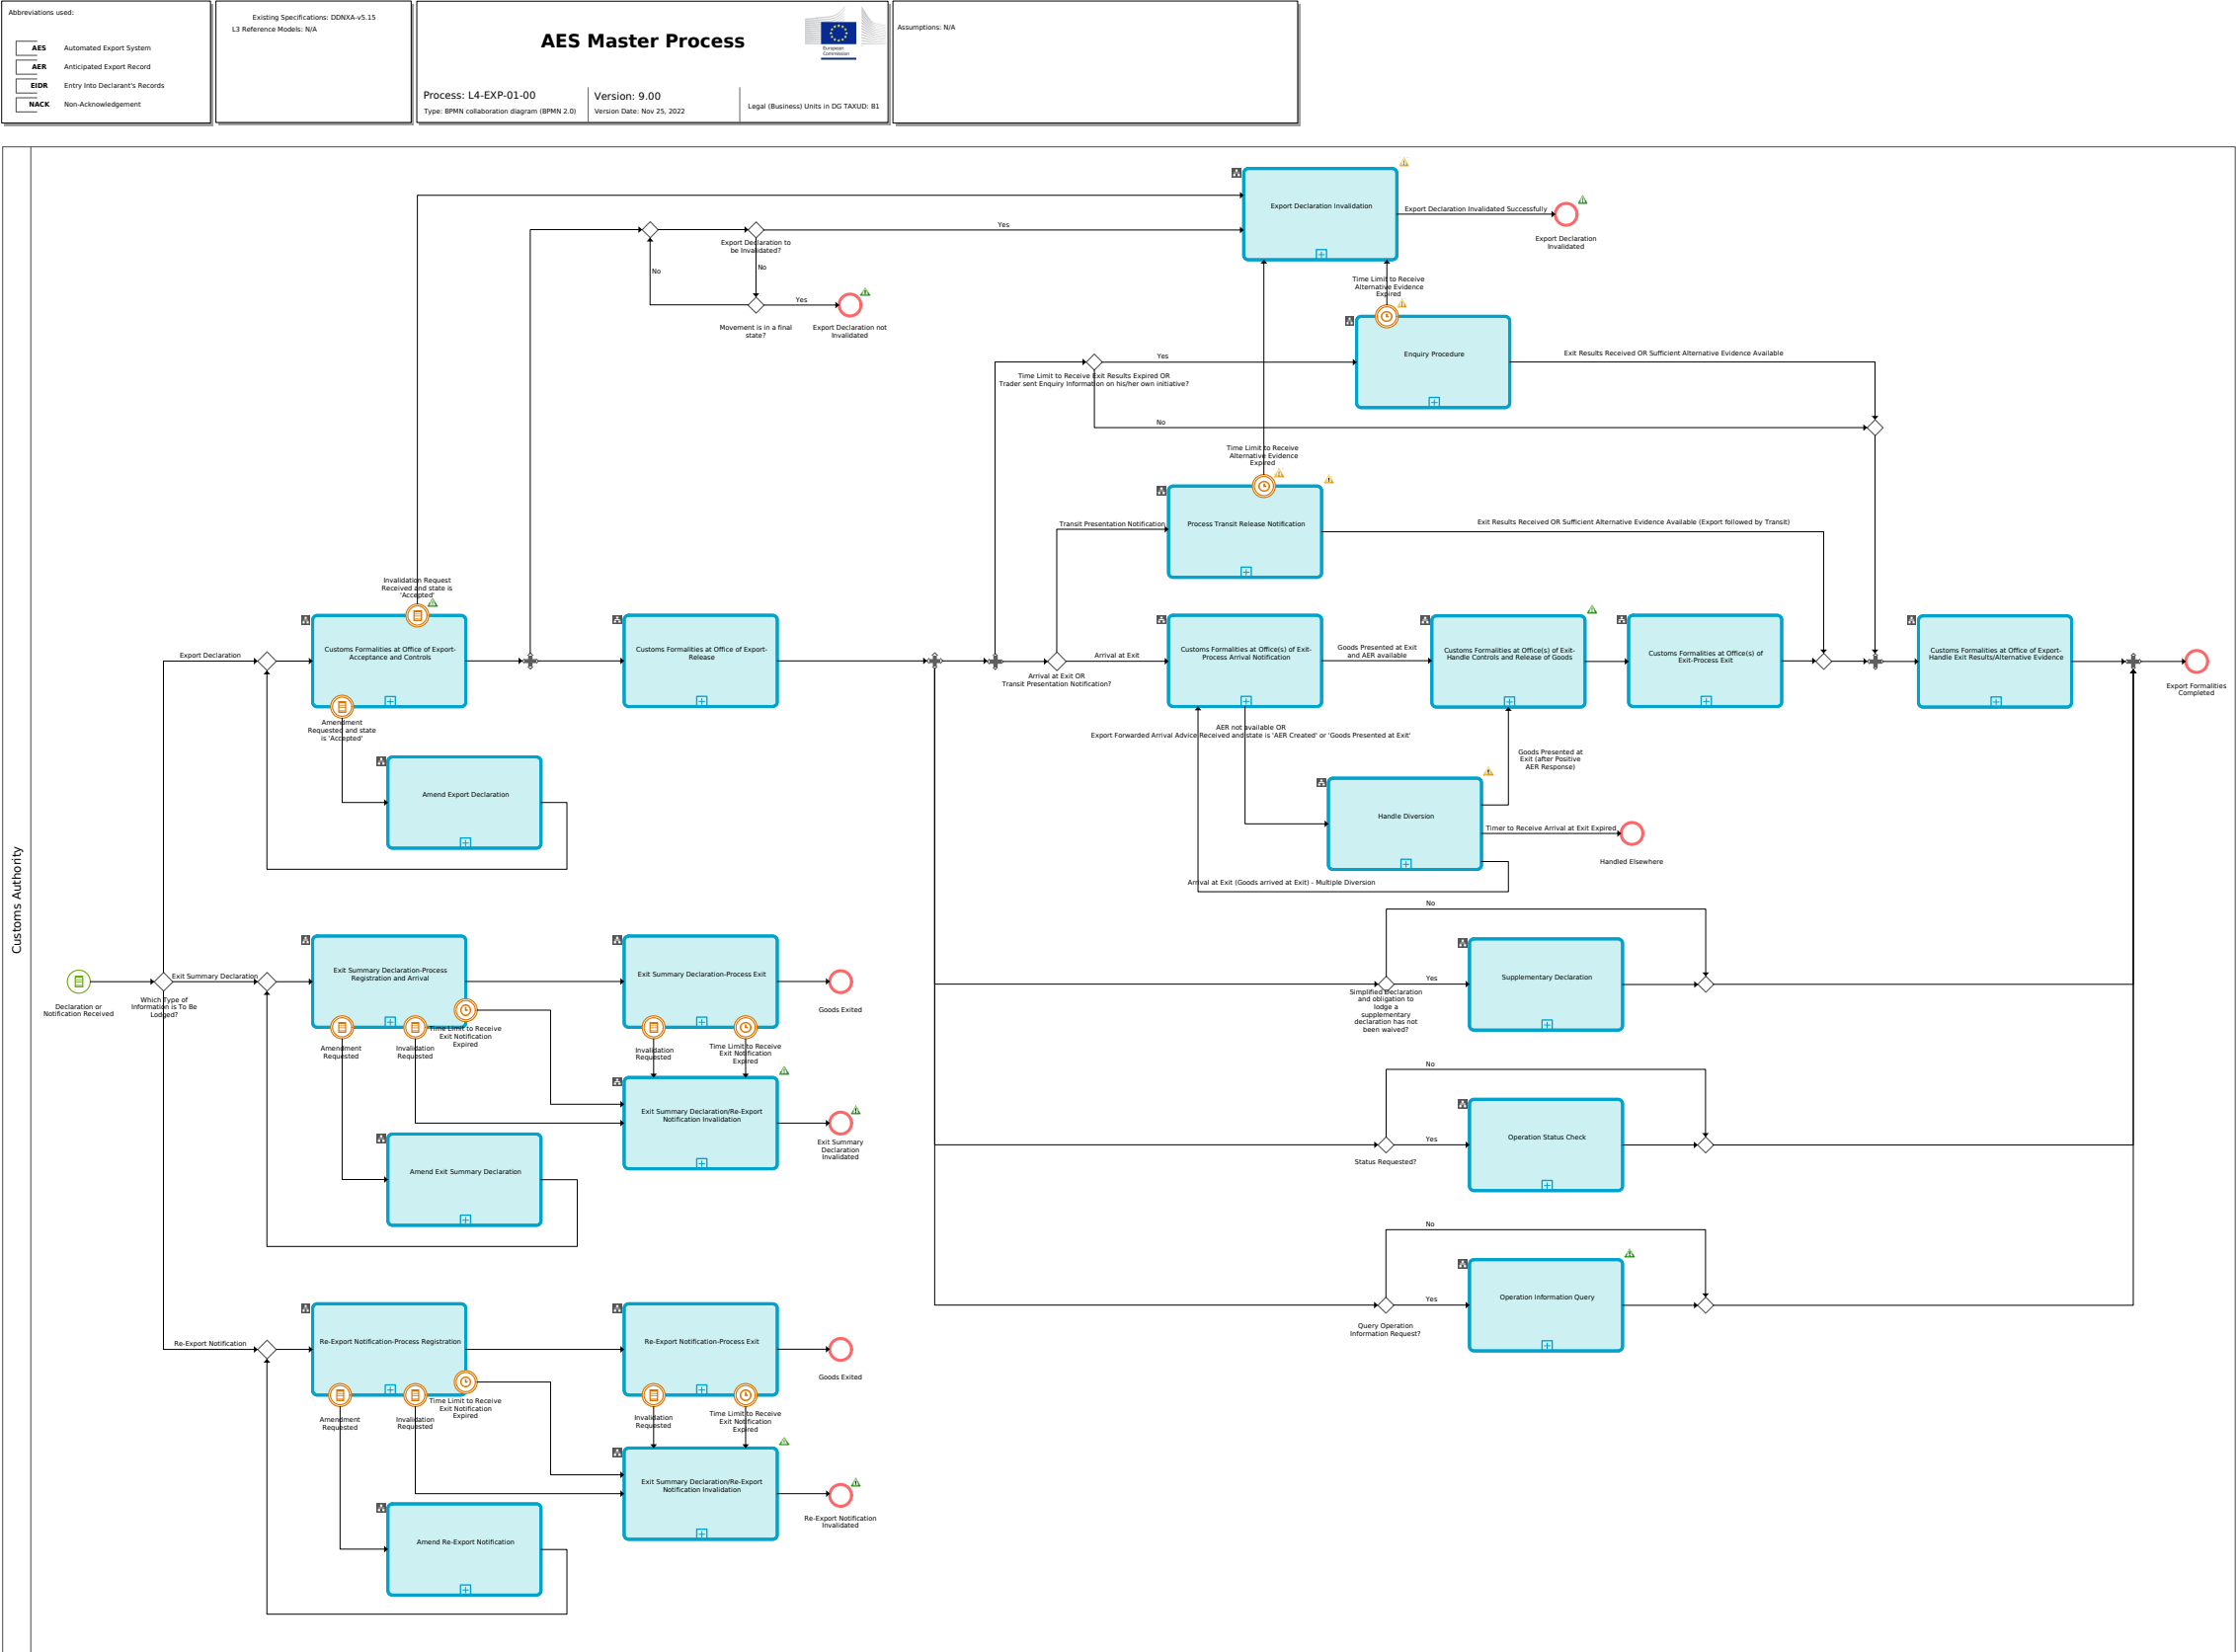 Abbreviations used:
AES Automated Export System
AER Anticipated Export Record
EIDR Entry Into Declarant's Records
NACK Non-Acknowledgement
Existing Specifications: DDNXA-v5.15
L3 Reference Models: N/A
AES Master Process
European
Commission
Process: L4-EXP-01-00
Type: BPMN collaboration diagram (BPMN 2.0)
Version: 9.00
Version Date: Nov 25, 2022
Legal (Business) Units in DG TAXUD: B1
Assumptions: N/A
Customs Authority
Export Declaration Invalidation
Export Declaration Invalidated Successfully
Export Declaration
Invalidated
Export Declaration to
be Invalidated?
Yes
No
No
Yes
Movement is in a final
state?
Export Declaration not
Invalidated
Time Limit to Receive
Alternative Evidence
Expired
Enquiry Procedure
Exit Results Received OR Sufficient Alternative Evidence Available
Yes
Time Limit to Receive Exit Results Expired OR
Trader sent Enquiry Information on his/her own initiative?
No
Time Limit to Receive
Alternative Evidence
Expired
Transit Presentation Notification
Process Transit Release Notification
Exit Results Received OR Sufficient Alternative Evidence Available (Export followed by Transit)
Invalidation Request
Received and state is
'Accepted'
Export Declaration
Customs Formalities at Office of Export-
Acceptance and Controls
Customs Formalities at Office of Export-
Release
Arrival at Exit OR
Transit Presentation Notification?
Arrival at Exit
Customs Formalities at Office(s) of Exit-
Process Arrival Notification
Goods Presented at Exit
and AER available
Customs Formalities at Office(s) of Exit-
Handle Controls and Release of Goods
Customs Formalities at Office(s) of
Exit-Process Exit
Customs Formalities at Office of Export-
Handle Exit Results/Alternative Evidence
Export Formalities
Completed
Amendment
Requested and state
is 'Accepted'
Amend Export Declaration
AER not available OR
Export Forwarded Arrival Advice Received and state is 'AER Created' or 'Goods Presented at Exit'
Goods Presented at
Exit (after Positive
AER Response)
Handle Diversion
Timer to Receive Arrival at Exit Expired
Handled Elsewhere
Arrival at Exit (Goods arrived at Exit) - Multiple Diversion
Declaration or
Notification Received
Which Type of
Information is To Be
Lodged?
Exit Summary Declaration
Exit Summary Declaration-Process
Registration and Arrival
Exit Summary Declaration-Process Exit
Goods Exited
Amendment
Requested
Invalidation
Requested
Time Limit to Receive
Exit Notification
Expired
Invalidation
Requested
Time Limit to Receive
Exit Notification
Expired
Exit Summary Declaration/Re-Export
Notification Invalidation
Exit Summary
Declaration
Invalidated
Amend Exit Summary Declaration
No
Yes
Simplified Declaration
and obligation to
lodge a
supplementary
declaration has not
been waived?
Supplementary Declaration
No
Yes
Status Requested?
Operation Status Check
No
Yes
Query Operation
Information Request?
Operation Information Query
Re-Export Notification
Re-Export Notification-Process Registration
Re-Export Notification-Process Exit
Goods Exited
Amendment
Requested
Invalidation
Requested
Time Limit to Receive
Exit Notification
Expired
Invalidation
Requested
Time Limit to Receive
Exit Notification
Expired
Exit Summary Declaration/Re-Export
Notification Invalidation
Re-Export Notification
Invalidated
Amend Re-Export Notification